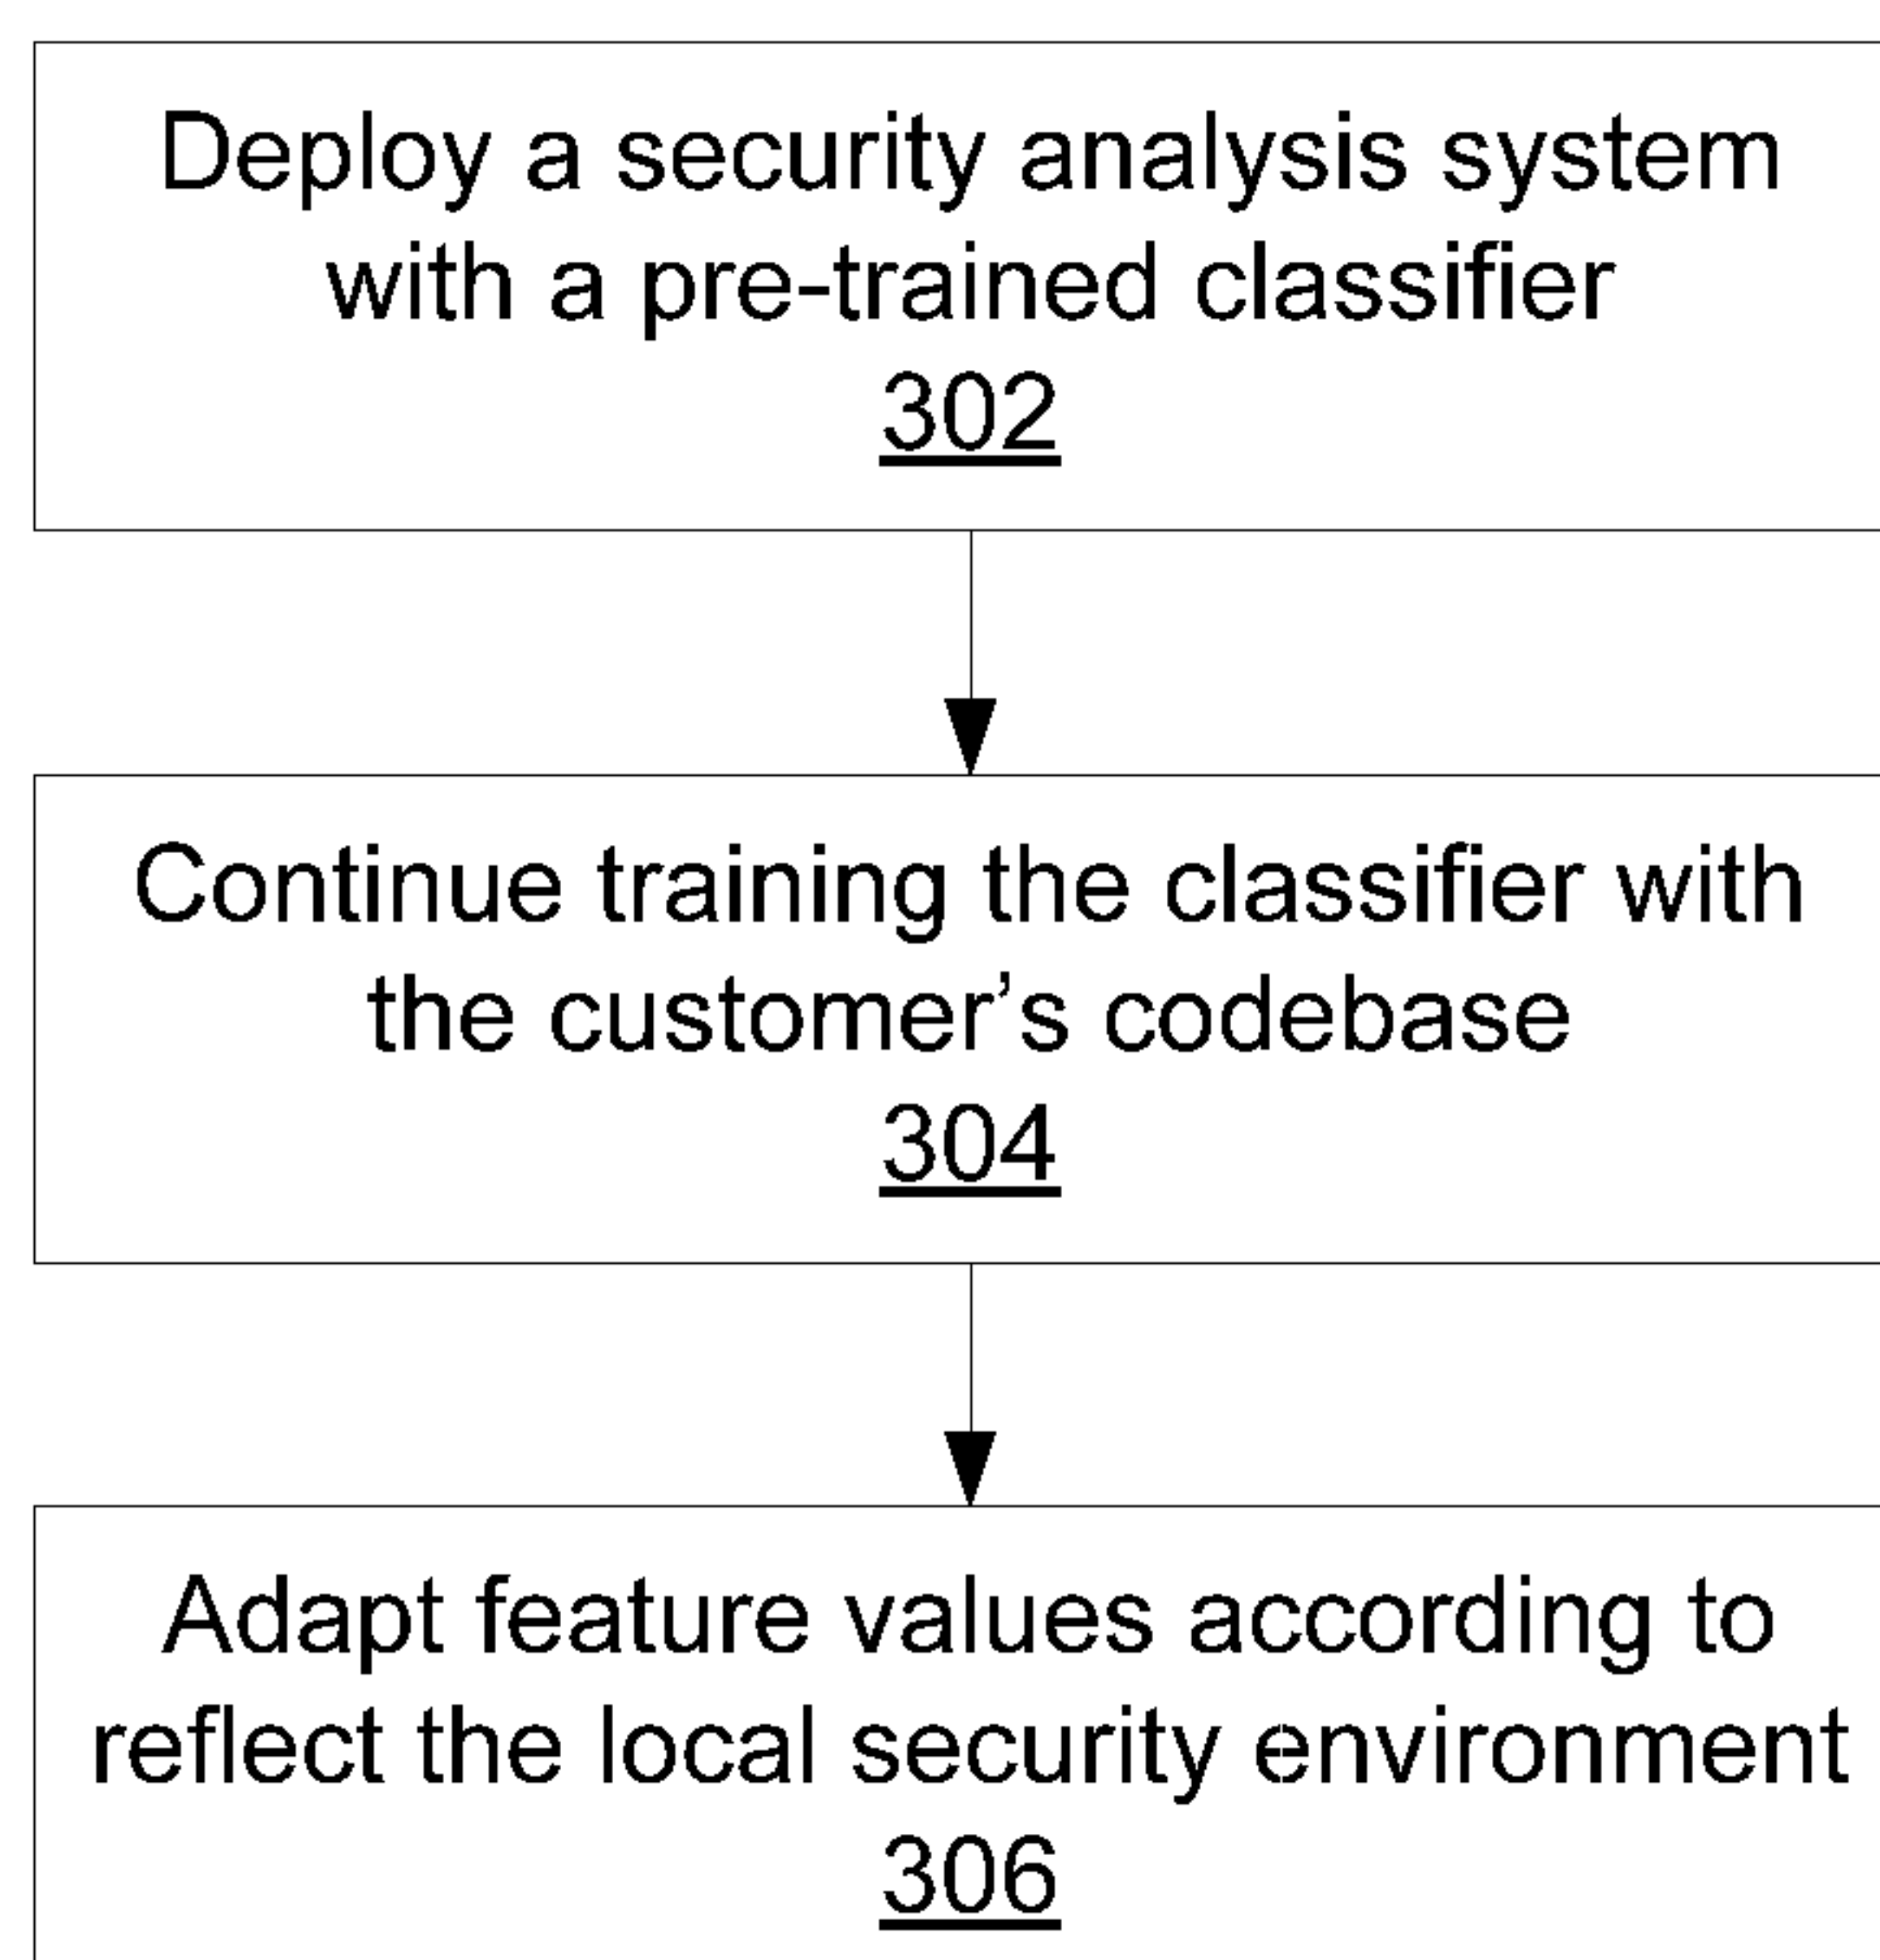 Deploy a security analysis system
with a pre-trained classifier
302
Continue training the classifier with
the customer’s codebase
304
Adapt feature values according to
reflect the local security environment
306